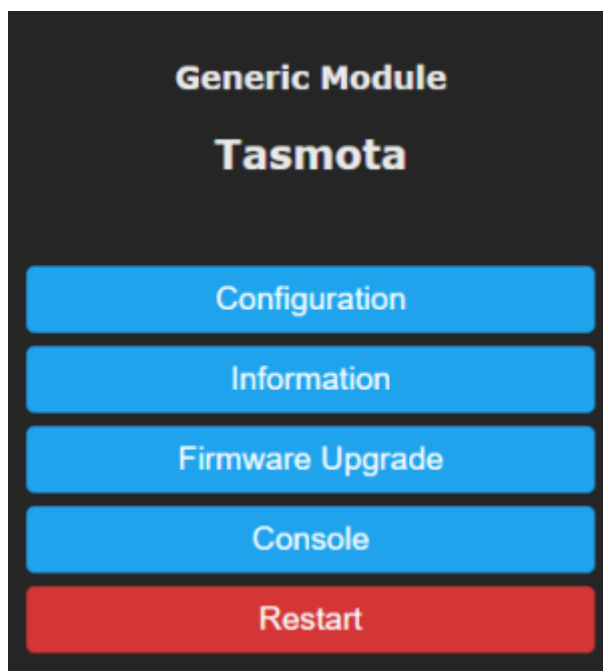 Generic Module
Tasmota
Configuration
Information
Firmware Upgrade
Console
Restart